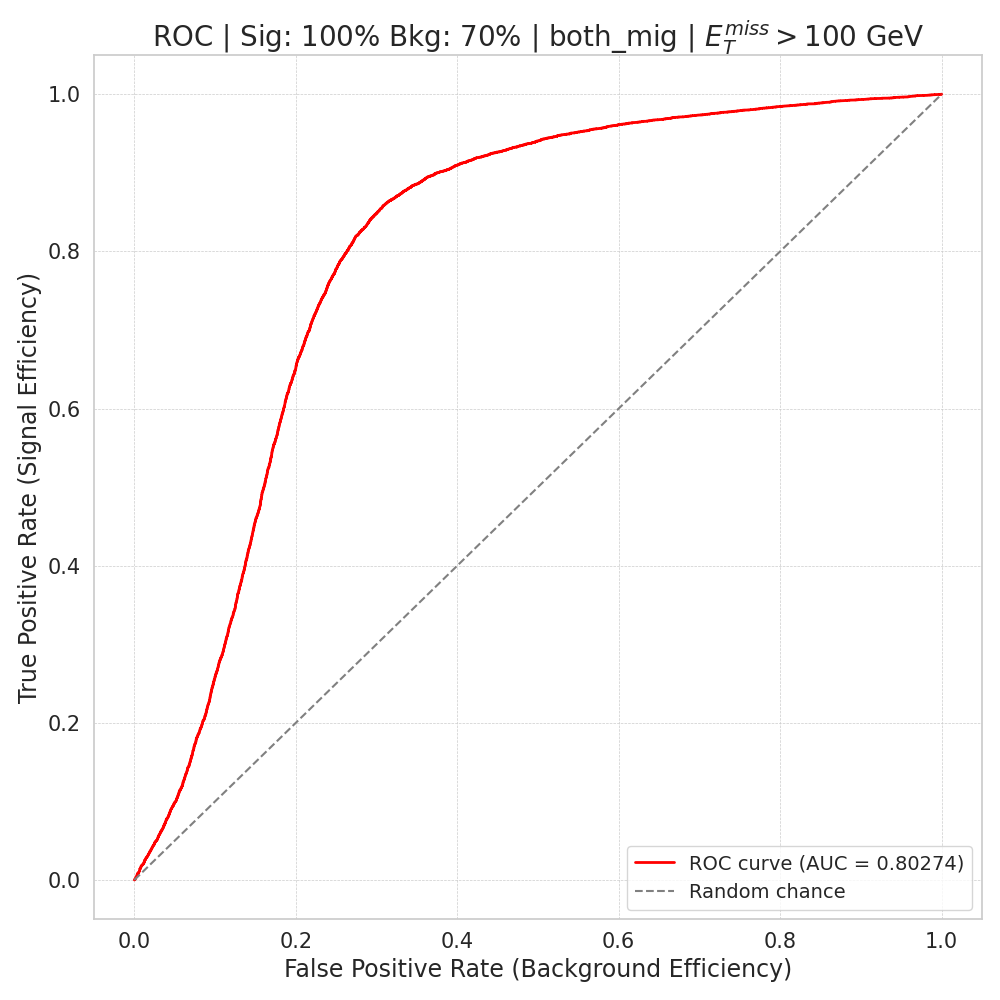 ROC | Sig: 100% Bkg: 70% | both_mig | $E_T^{miss} > 100$ GeV
True Positive Rate (Signal Efficiency)
1.0
0.8
0.6
0.4
0.2
0.0
ROC curve (AUC = 0.80274)
Random chance
0.0 0.2 0.4 0.6 0.8 1.0
False Positive Rate (Background Efficiency)